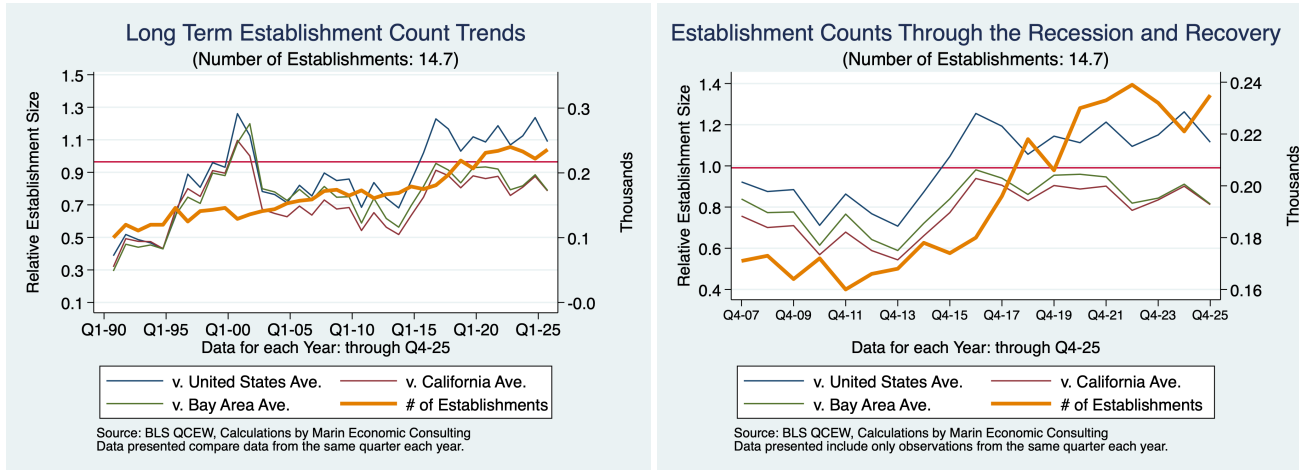 Long Term Establishment Count Trends
(Number of Establishments: 14.7)
Relative Establishment Size
1.5
1.3
1.1
0.9
0.7
0.5
0.3
0.1
0.3
0.2
0.1
-0.0
Thousands
Q1-90 Q1-95 Q1-00 Q1-05 Q1-10 Q1-15 Q1-20 Q1-25
Data for each Year: through Q4-25
v. United States Ave. v. California Ave.
v. Bay Area Ave. # of Establishments
Source: BLS QCEW, Calculations by Marin Economic Consulting
Data presented compare data from the same quarter each year.
Establishment Counts Through the Recession and Recovery
(Number of Establishments: 14.7)
Relative Establishment Size
1.4
1.2
1.0
0.8
0.6
0.4
0.24
0.22
0.20
0.18
0.16
Thousands
Q4-07 Q4-09 Q4-11 Q4-13 Q4-15 Q4-17 Q4-19 Q4-21 Q4-23 Q4-25
Data for each Year: through Q4-25
v. United States Ave. v. California Ave.
v. Bay Area Ave. # of Establishments
Source: BLS QCEW, Calculations by Marin Economic Consulting
Data presented include only observations from the same quarter each year.